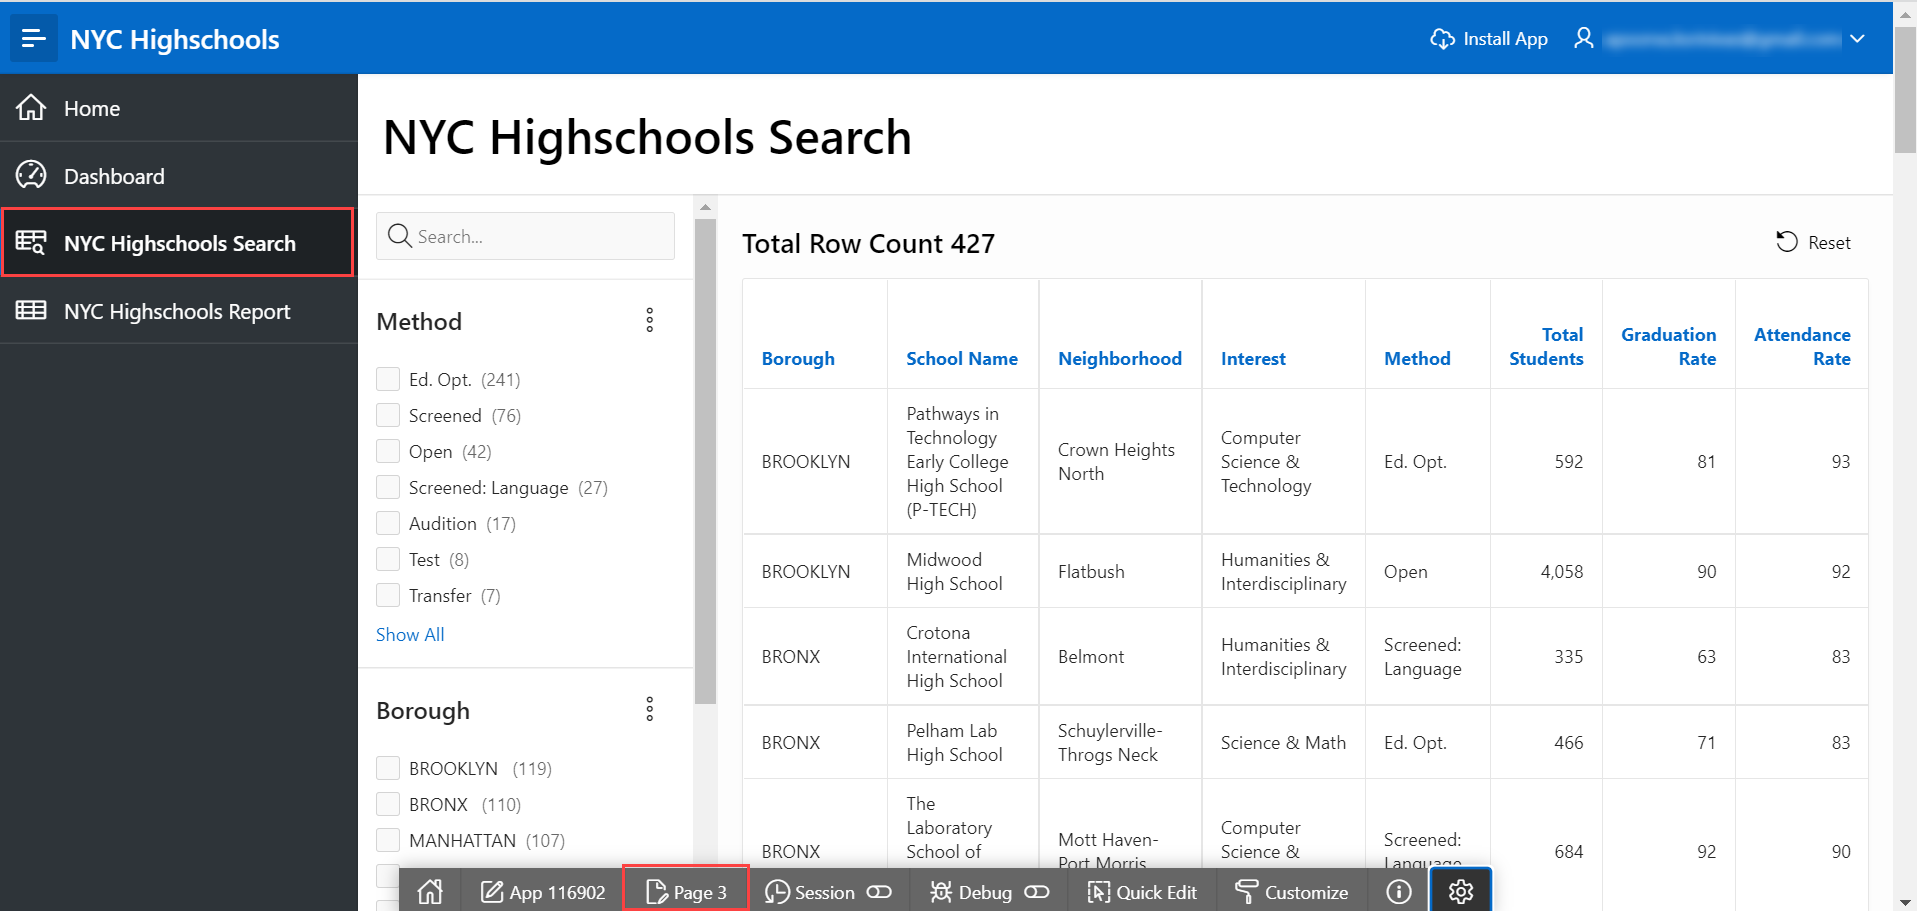 NYC Highschools
Install App
Home
Dashboard
NYC Highschools Search
NYC Highschools Report
NYC Highschools Search
Search...
Method
Ed. Opt. (241)
Screened (76)
Open (42)
Screened: Language (27)
Audition (17)
Test (8)
Transfer (7)
Show All
Borough
BROOKLYN (119)
BRONX (110)
MANHATTAN (107)
Total Row Count 427
Reset
Borough
School Name
Neighborhood
Interest
Method
Total
Students
Graduation
Rate
Attendance
Rate
BROOKLYN
Pathways in
Technology
Early College
High School
(P-TECH)
Crown Heights
North
Computer
Science &
Technology
Ed. Opt.
592
81
93
BROOKLYN
Midwood
High School
Flatbush
Humanities &
Interdisciplinary
Open
4,058
90
92
BRONX
Crotona
International
High School
Belmont
Humanities &
Interdisciplinary
Screened:
Language
335
63
83
BRONX
Pelham Lab
High School
Schuylerville-
Throgs Neck
Science & Math
Ed. Opt.
466
71
83
BRONX
The
Laboratory
School of
Mott Haven-
Port Morris
Computer
Science &
Screened:
Language
684
92
90
App 116902
Page 3
Session
Debug
Quick Edit
Customize